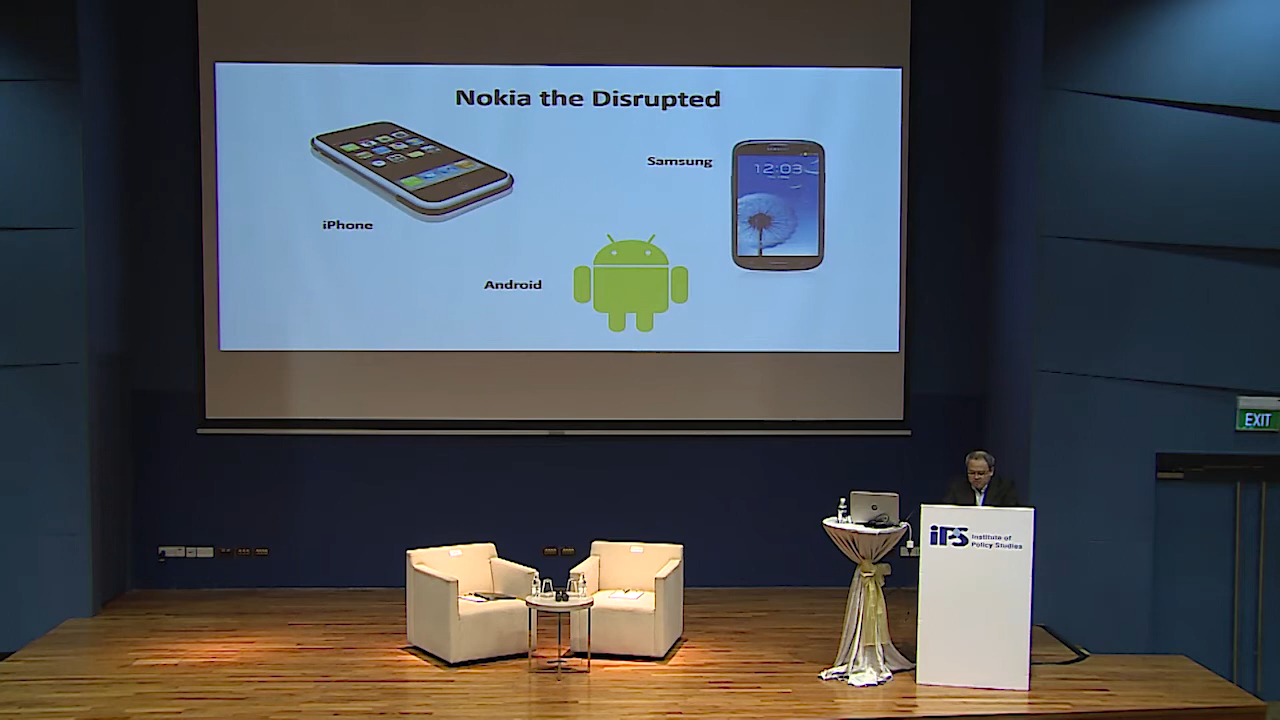 Nokia the Disrupted
Samsung
12:03
iPhone
Android
EXIT
iPS Institute of
Policy Studies